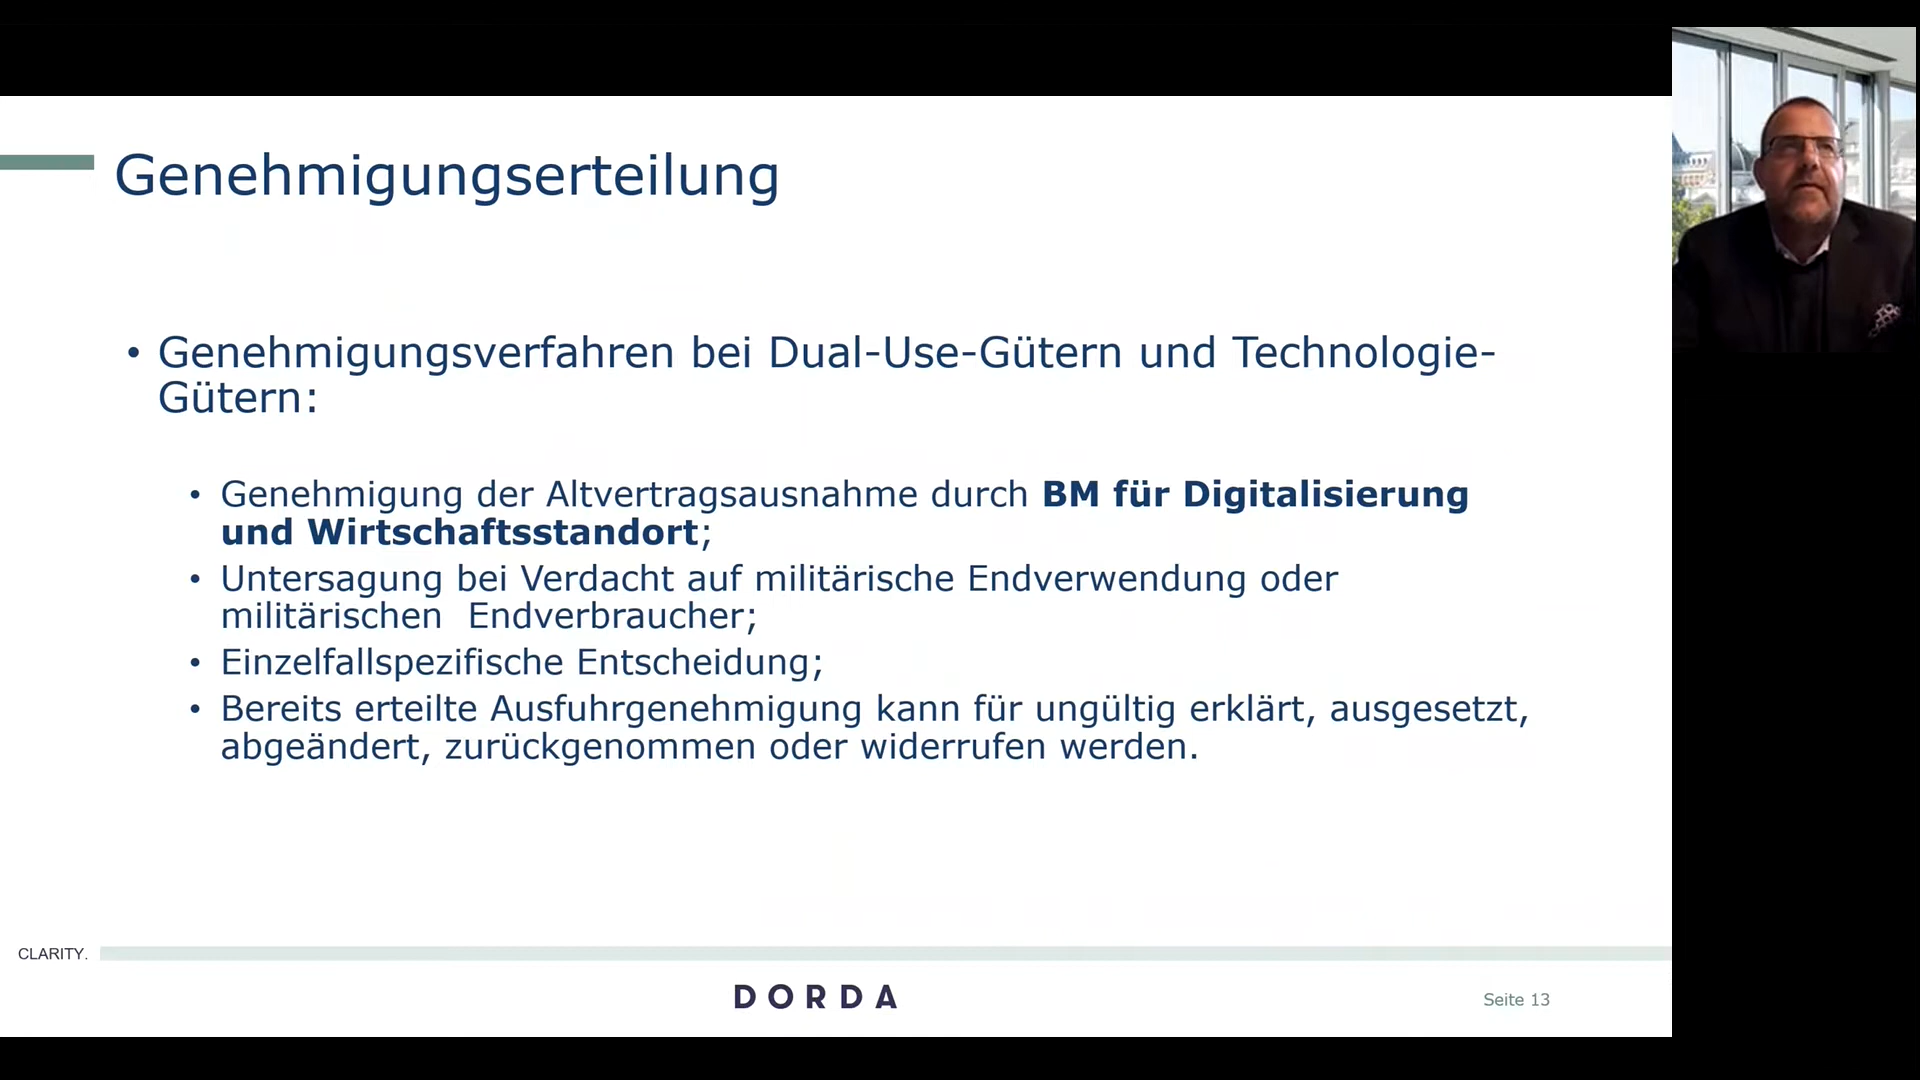 Genehmigungserteilung
• Genehmigungsverfahren bei Dual-Use-Gütern und Technologie-
Gütern:
• Genehmigung der Altvertragsausnahme durch BM für Digitalisierung
und Wirtschaftsstandort;
• Untersagung bei Verdacht auf militärische Endverwendung oder
militärischen  Endverbraucher;
• Einzelfallspezifische Entscheidung;
• Bereits erteilte Ausfuhrgenehmigung kann für ungültig erklärt, ausgesetzt,
abgeändert, zurückgenommen oder widerrufen werden.
CLARITY.
DORDA
Seite 13